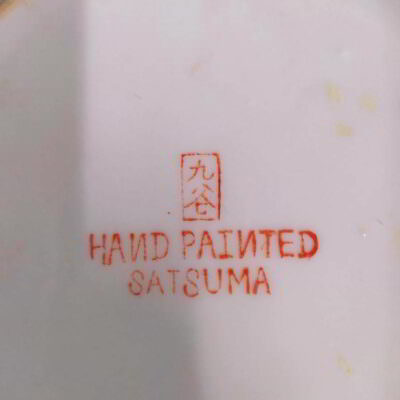 九谷
HAND PAINTED
SATSUMA